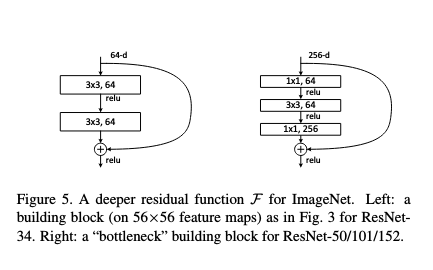 64-d
3x3, 64
relu
3x3, 64
relu
256-d
1x1, 64
relu
3x3, 64
relu
1x1, 256
relu
Figure 5. A deeper residual function F for ImageNet. Left: a
building block (on 56×56 feature maps) as in Fig. 3 for ResNet-
34. Right: a “bottleneck” building block for ResNet-50/101/152.